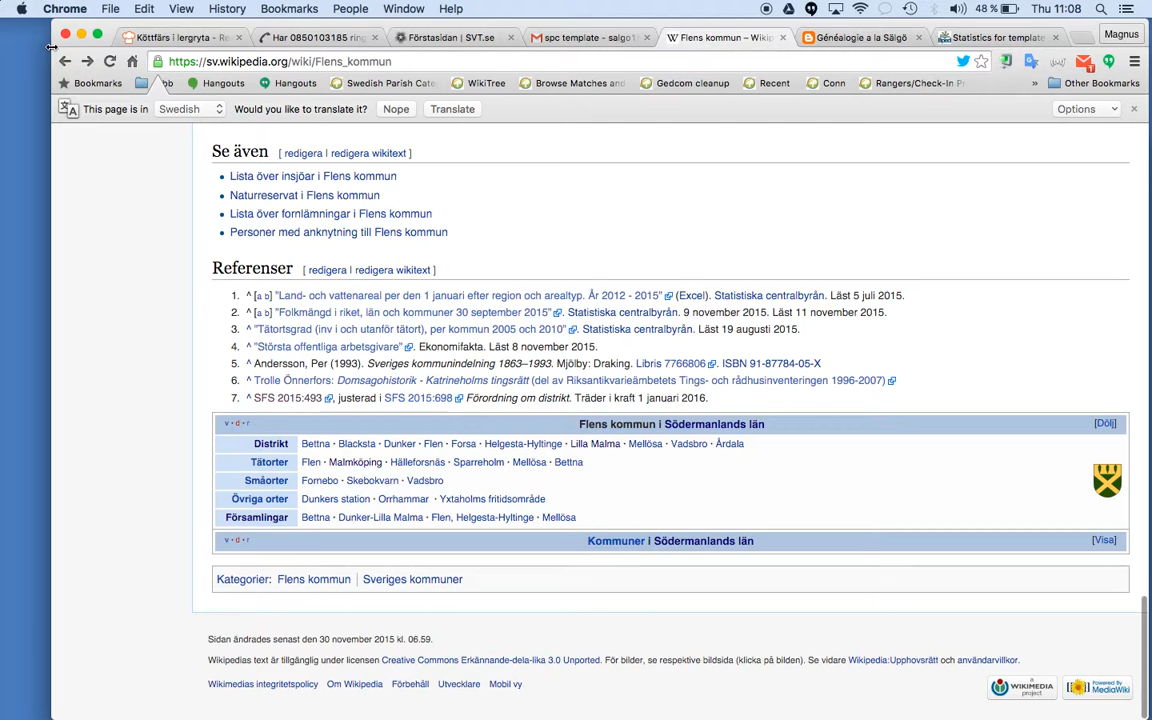 Chrome File Edit View History Bookmarks People Window Help 48 % Thu 11:08
Köttfärs i lergryta - Re Har 0850103185 ring Förstasidan | SVT.se spc template - salgo1 Flens kommun – Wikip Généalogie a la Sälgö Statistics for template Magnus
https://sv.wikipedia.org/wiki/Flens_kommun
Bookmarks Hangouts Hangouts Swedish Parish Cate WikiTree Browse Matches and Gedcom cleanup Recent Conn Rangers/Check-In Pr » Other Bookmarks
This page is in Swedish Would you like to translate it? Nope Translate Options
Se även [ redigera | redigera wikitext ]
• Lista över insjöar i Flens kommun
• Naturreservat i Flens kommun
• Lista över fornlämningar i Flens kommun
• Personer med anknytning till Flens kommun
Referenser [ redigera | redigera wikitext ]
1. ^ [a b] "Land- och vattenareal per den 1 januari efter region och arealtyp. År 2012 - 2015" (Excel). Statistiska centralbyrån. Läst 5 juli 2015.
2. ^ [a b] "Folkmängd i riket, län och kommuner 30 september 2015". Statistiska centralbyrån. 9 november 2015. Läst 11 november 2015.
3. ^ "Tätortsgrad (inv i och utanför tätort), per kommun 2005 och 2010". Statistiska centralbyrån. Läst 19 augusti 2015.
4. ^ "Största offentliga arbetsgivare". Ekonomifakta. Läst 8 november 2015.
5. ^ Andersson, Per (1993). Sveriges kommunindelning 1863–1993. Mjölby: Draking. Libris 7766806. ISBN 91-87784-05-X
6. ^ Trolle Önnerfors: Domsagohistorik - Katrineholms tingsrätt (del av Riksantikvarieämbetets Tings- och rådhusinventeringen 1996-2007)
7. ^ SFS 2015:493, justerad i SFS 2015:698 Förordning om distrikt. Träder i kraft 1 januari 2016.
v · d · r Flens kommun i Södermanlands län [Dölj]
Distrikt Bettna · Blacksta · Dunker · Flen · Forsa · Helgesta-Hyltinge · Lilla Malma · Mellösa · Vadsbro · Årdala
Tätorter Flen · Malmköping · Hälleforsnäs · Sparreholm · Mellösa · Bettna
Småorter Fornebo · Skebokvarn · Vadsbro
Övriga orter Dunkers station · Orrhammar · Yxtaholms fritidsområde
Församlingar Bettna · Dunker-Lilla Malma · Flen, Helgesta-Hyltinge · Mellösa
v · d · r Kommuner i Södermanlands län [Visa]
Kategorier: Flens kommun | Sveriges kommuner
Sidan ändrades senast den 30 november 2015 kl. 06.59.
Wikipedias text är tillgänglig under licensen Creative Commons Erkännande-dela-lika 3.0 Unported. För bilder, se respektive bildsida (klicka på bilden). Se vidare Wikipedia:Upphovsrätt och användarvillkor.
Wikimedias integritetspolicy Om Wikipedia Förbehåll Utvecklare Mobil vy
A WIKIMEDIA project Powered By MediaWiki